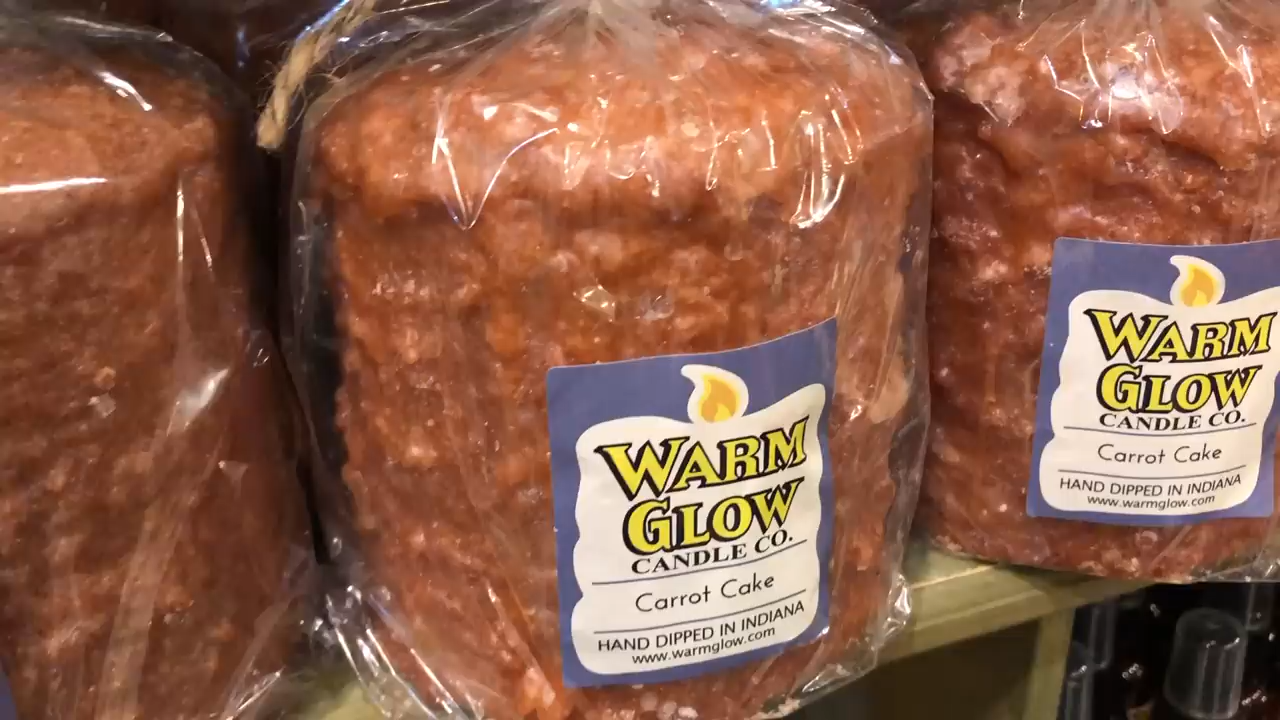 WARM
GLOW
CANDLE CO.
Carrot Cake
HAND DIPPED IN INDIANA
www.warmglow.com
WARM
GLOW
CANDLE CO.
Carrot Cake
HAND DIPPED IN INDIANA
www.warmglow.com